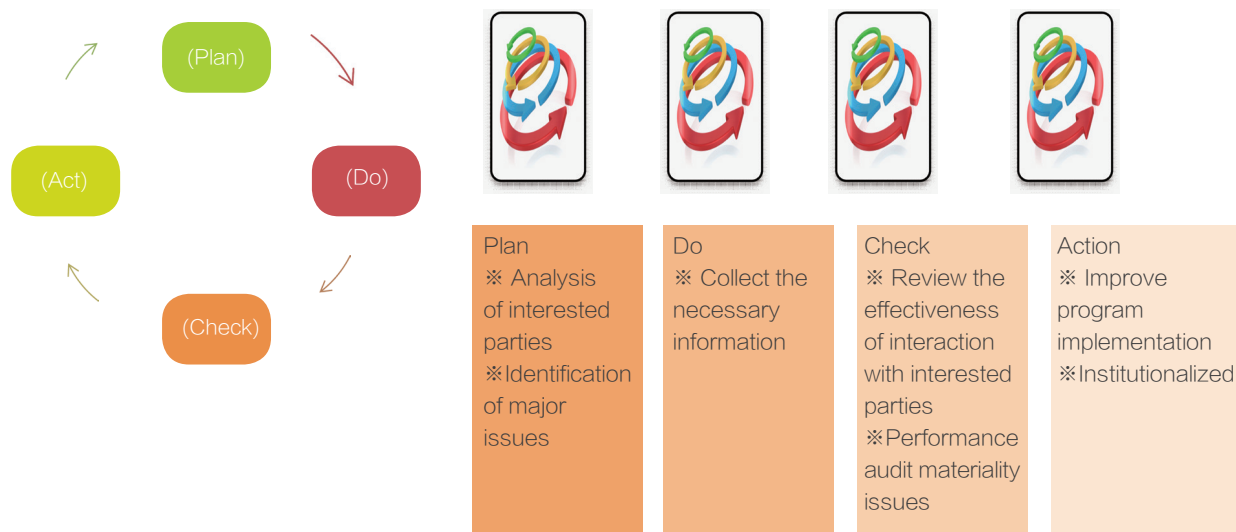 (Plan)
(Act)
(Do)
(Check)
Plan
※ Analysis
of interested
parties
※Identification
of major
issues
Do
※ Collect the
necessary
information
Check
※ Review the
effectiveness
of interaction
with interested
parties
※Performance
audit materiality
issues
Action
※ Improve
program
implementation
※Institutionalized